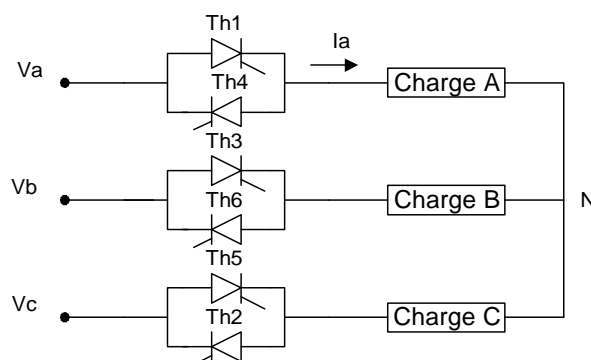 Th1
Ia
Va
Charge A
Th4
Th3
Vb
Charge B
N
Th6
Th5
Vc
Charge C
Th2